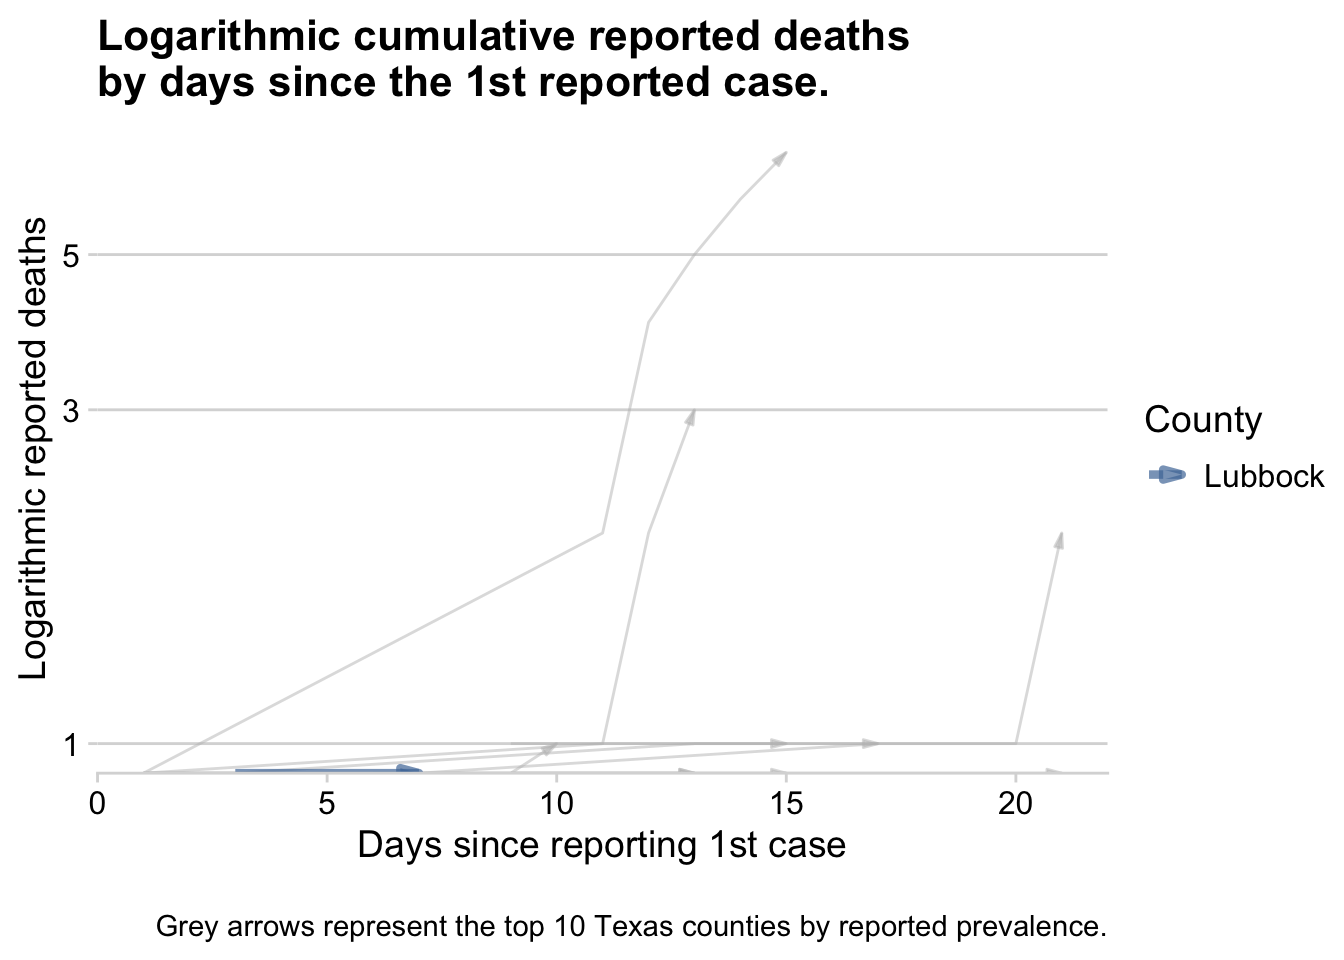 Logarithmic cumulative reported deaths
by days since the 1st reported case.
Logarithmic reported deaths
5
3
1
0 5 10 15 20
Days since reporting 1st case
County
Lubbock
Grey arrows represent the top 10 Texas counties by reported prevalence.